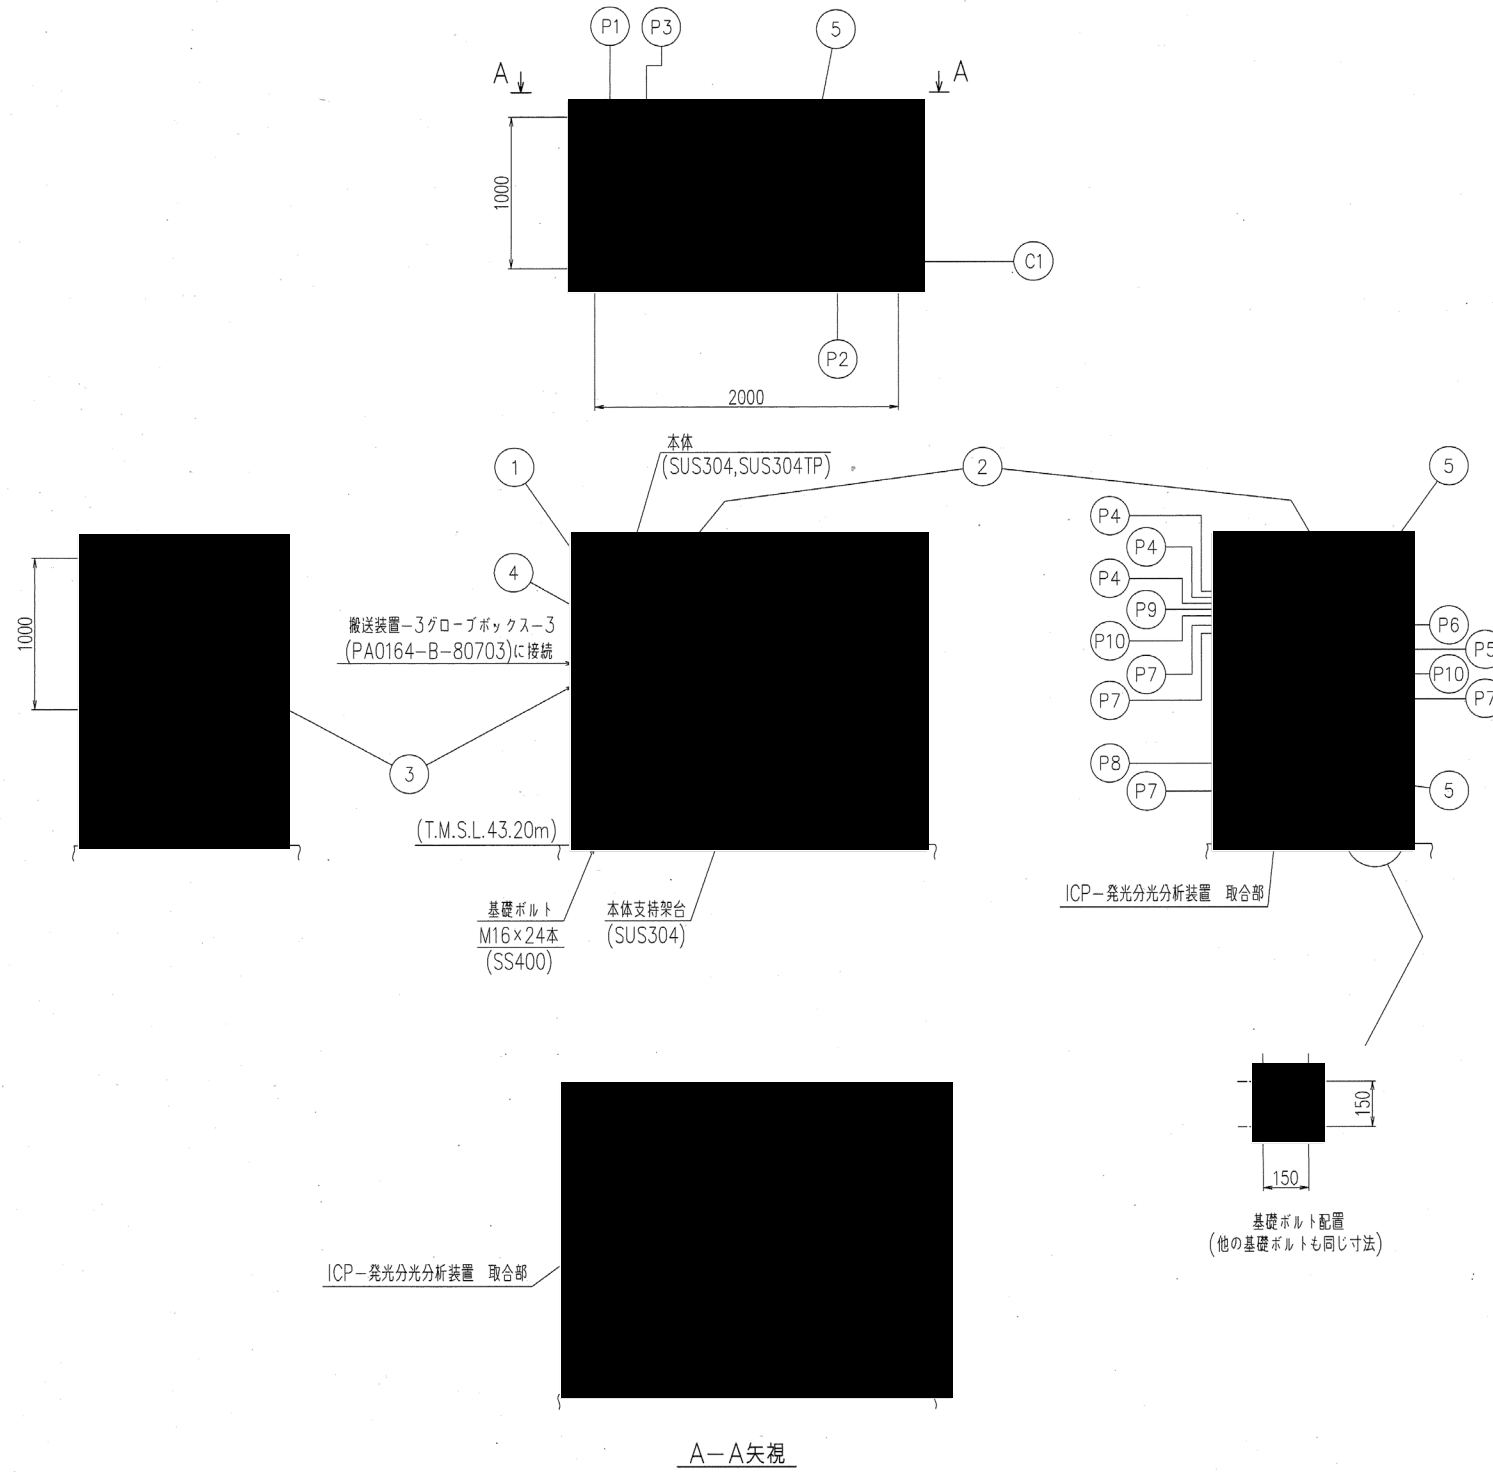 P1
P3
5
A
A
1000
C1
P2
2000
本体
(SUS304,SUS304TP)
1
2
5
4
搬送装置-3グローブボックス-3
(PA0164-B-80703)に接続
1000
3
(T.M.S.L.43.20m)
P4
P4
P4
P9
P10
P7
P7
P8
P7
P6
P5
P10
P7
5
基礎ボルト
M16×24本
(SS400)
本体支持架台
(SUS304)
ICP-発光分光分析装置 取合部
150
150
基礎ボルト配置
(他の基礎ボルトも同じ寸法)
ICP-発光分光分析装置 取合部
A-A矢視